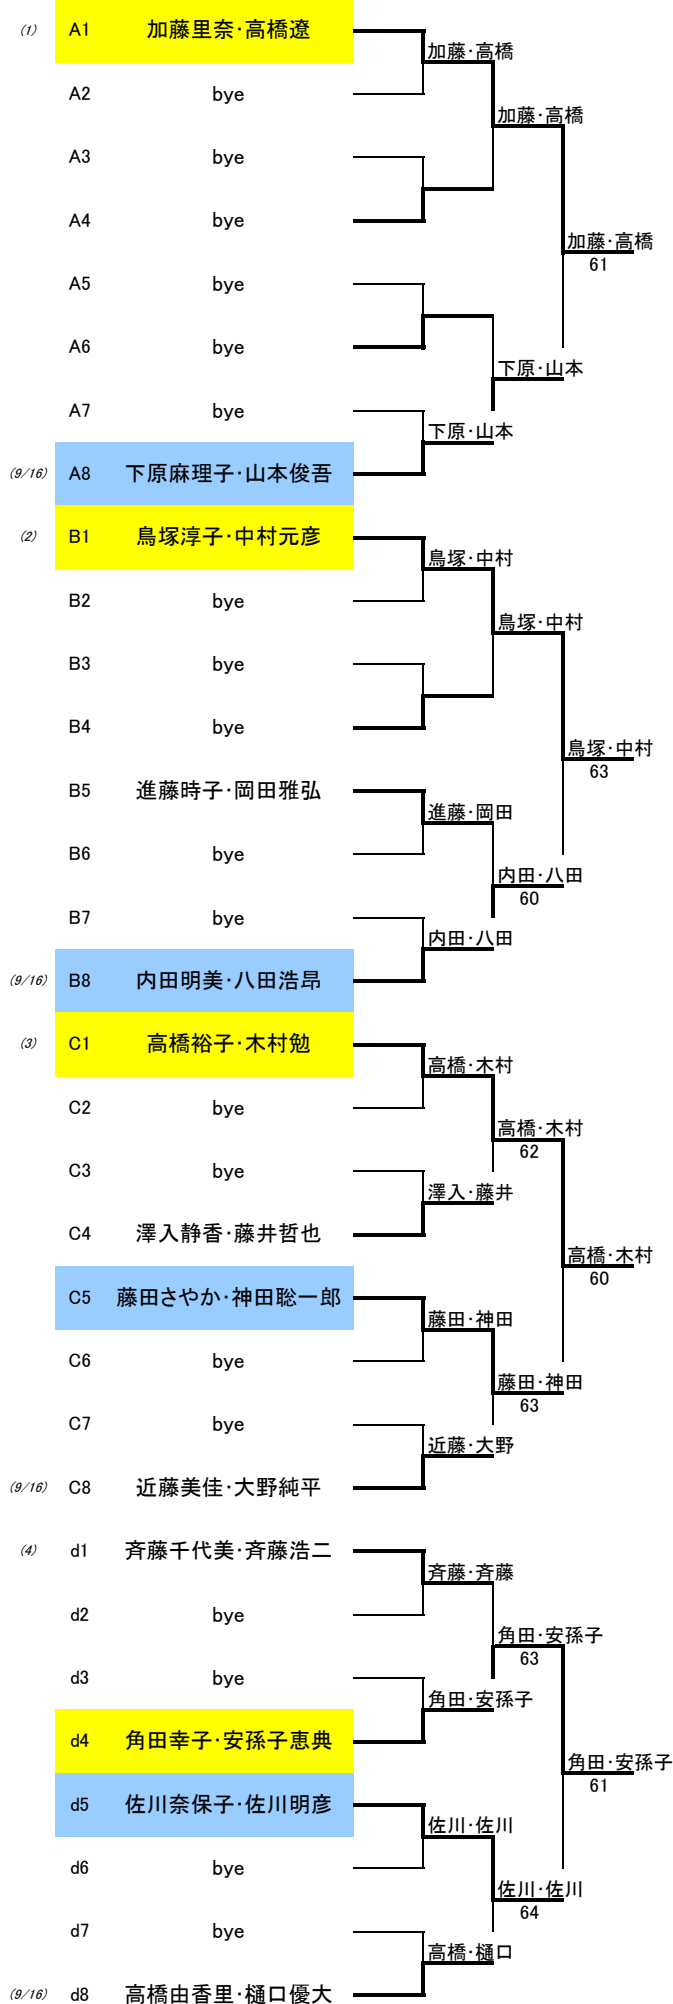 (1) A1 加藤里奈・高橋遼
加藤・高橋
A2 bye
加藤・高橋
A3 bye
A4 bye
加藤・高橋
61
A5 bye
A6 bye
下原・山本
A7 bye
下原・山本
(9/16) A8 下原麻理子・山本俊吾
(2) B1 鳥塚淳子・中村元彦
鳥塚・中村
B2 bye
鳥塚・中村
B3 bye
B4 bye
鳥塚・中村
63
B5 進藤時子・岡田雅弘
進藤・岡田
B6 bye
内田・八田
60
B7 bye
内田・八田
(9/16) B8 内田明美・八田浩昂
(3) C1 高橋裕子・木村勉
高橋・木村
C2 bye
高橋・木村
62
C3 bye
澤入・藤井
C4 澤入静香・藤井哲也
高橋・木村
60
C5 藤田さやか・神田聡一郎
藤田・神田
C6 bye
藤田・神田
63
C7 bye
近藤・大野
(9/16) C8 近藤美佳・大野純平
(4) d1 斉藤千代美・斉藤浩二
斉藤・斉藤
d2 bye
角田・安孫子
63
d3 bye
角田・安孫子
d4 角田幸子・安孫子恵典
角田・安孫子
61
d5 佐川奈保子・佐川明彦
佐川・佐川
d6 bye
佐川・佐川
64
d7 bye
高橋・樋口
(9/16) d8 高橋由香里・樋口優大